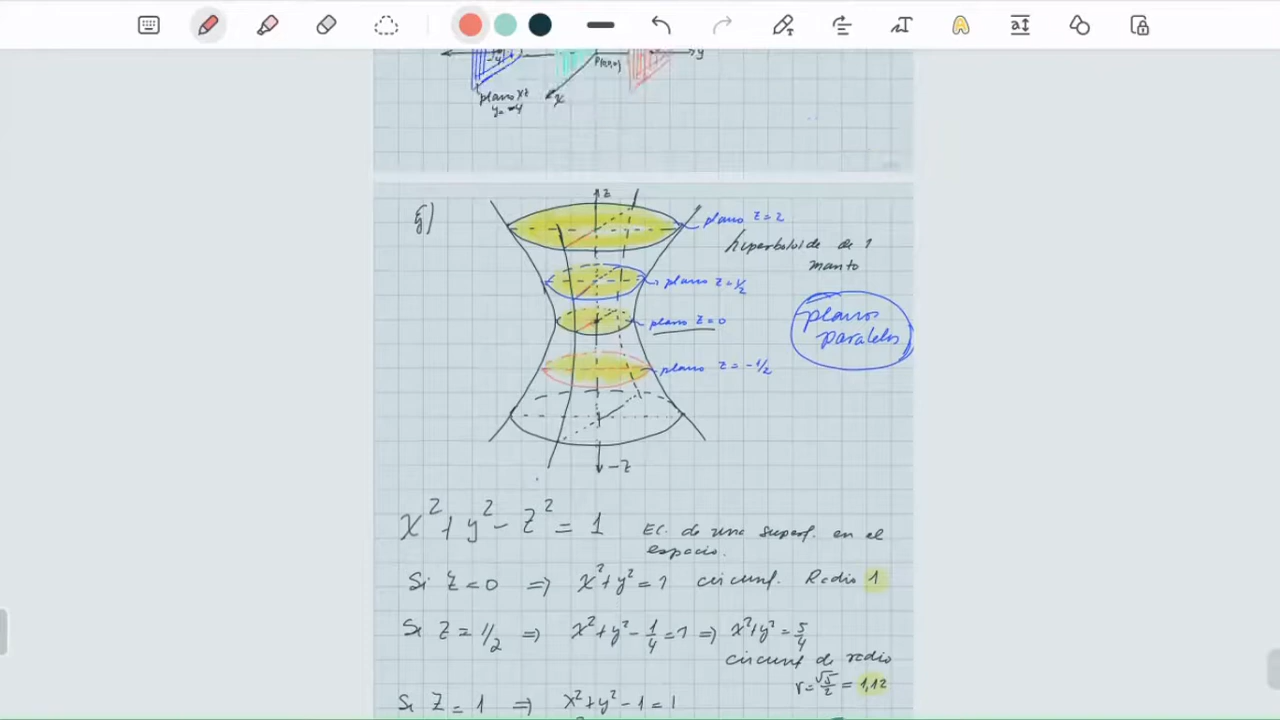 -4
plano xz
y=-4
x
y
5)
z
plano z=2
hiperboloide de 1
manto
plano z=1/2
plano z=0
planos
paralelos
plano z=-1/2
-z
x²+y²-z²=1 Ec. de una superf. en el
espacio.
Si z=0 ⇒ x²+y²=1 circunf. Radio 1
Si z=1/2 ⇒ x²+y²-1/4=1 ⇒ x²+y²=5/4
circunf de radio
r=√5/2=1,12
Si z=1 ⇒ x²+y²-1=1